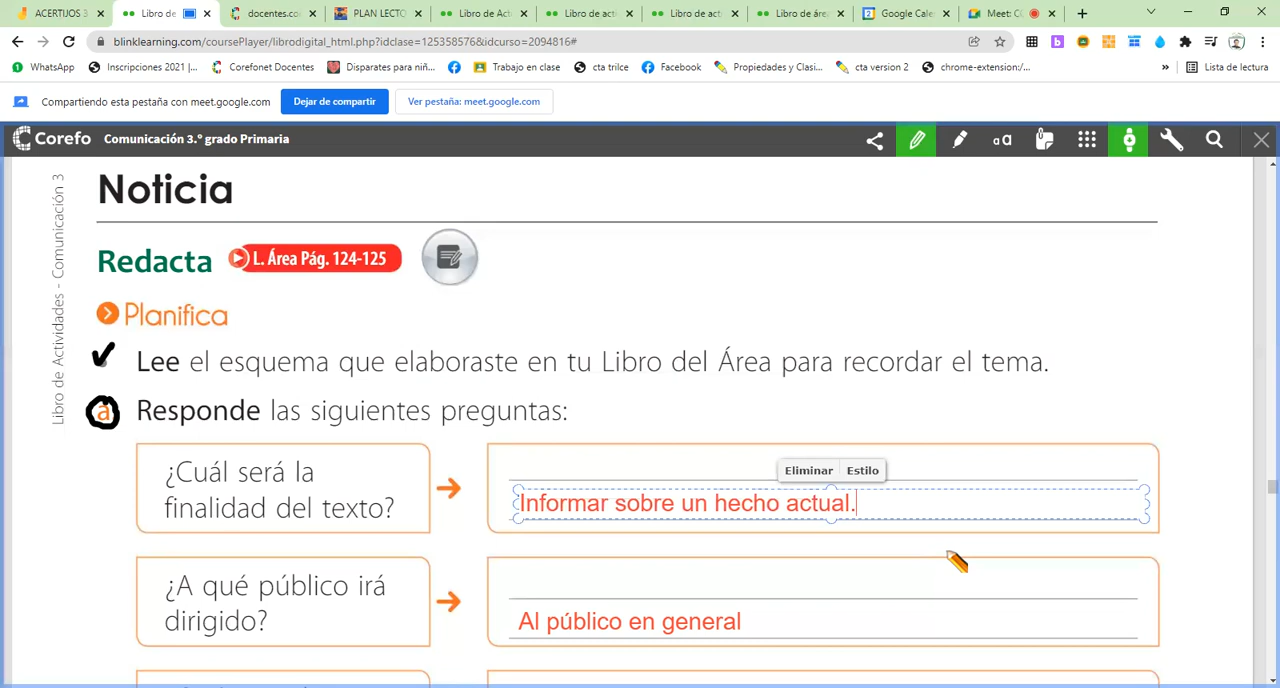 ACERTIJOS 3
Libro de
docentes.co
PLAN LECTO
Libro de Act
Libro de act
Libro de act
Libro de áre
Google Cale
Meet: C
blinklearning.com/coursePlayer/librodigital_html.php?idclase=125358576&idcurso=2094816#
WhatsApp
Inscripciones 2021 |...
Corefonet Docentes
Disparates para niñ...
Trabajo en clase
cta trilce
Facebook
Propiedades y Clasi...
cta version 2
chrome-extension:/...
»
Lista de lectura
Compartiendo esta pestaña con meet.google.com
Dejar de compartir
Ver pestaña: meet.google.com
Corefo
Comunicación 3.º grado Primaria
aA
Libro de Actividades - Comunicación 3
Noticia
Redacta
L. Área Pág. 124-125
Planifica
Lee el esquema que elaboraste en tu Libro del Área para recordar el tema.
a Responde las siguientes preguntas:
¿Cuál será la
finalidad del texto?
Eliminar Estilo
Informar sobre un hecho actual.
¿A qué público irá
dirigido?
Al público en general